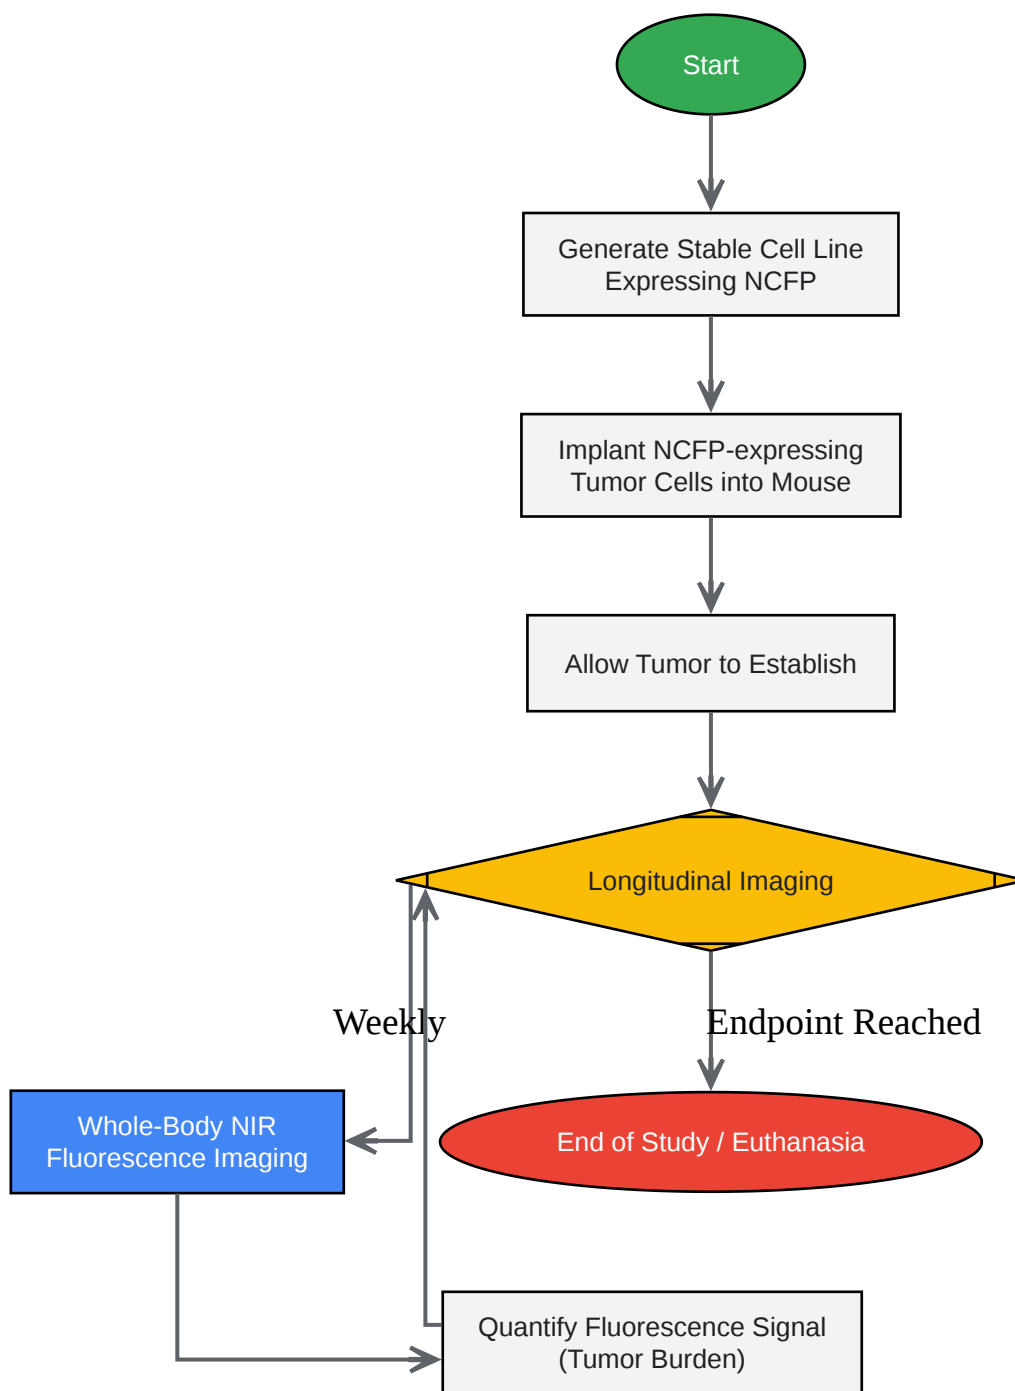 Start
Generate Stable Cell Line
Expressing NCFP
Implant NCFP-expressing
Tumor Cells into Mouse
Allow Tumor to Establish
Longitudinal Imaging
Weekly
Endpoint Reached
Whole-Body NIR
Fluorescence Imaging
End of Study / Euthanasia
Quantify Fluorescence Signal
(Tumor Burden)